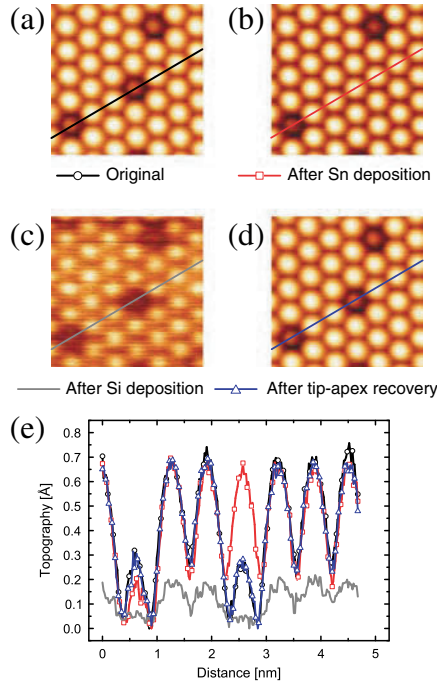 (a)
(b)
Original
After Sn deposition
(c)
(d)
After Si deposition
After tip-apex recovery
(e)
0.8
0.7
0.6
0.5
0.4
0.3
0.2
0.1
0.0
Topography [Å]
0 1 2 3 4 5
Distance [nm]